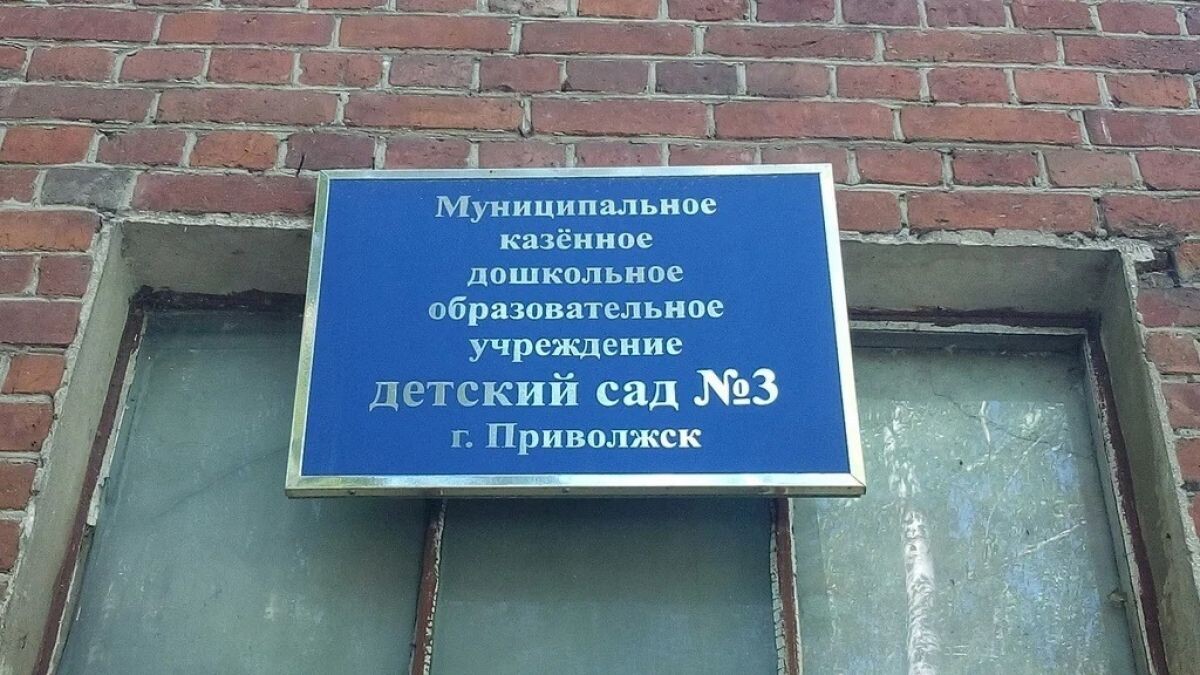 Муниципальное
казённое
дошкольное
образовательное
учреждение
детский сад №3
г. Приволжск